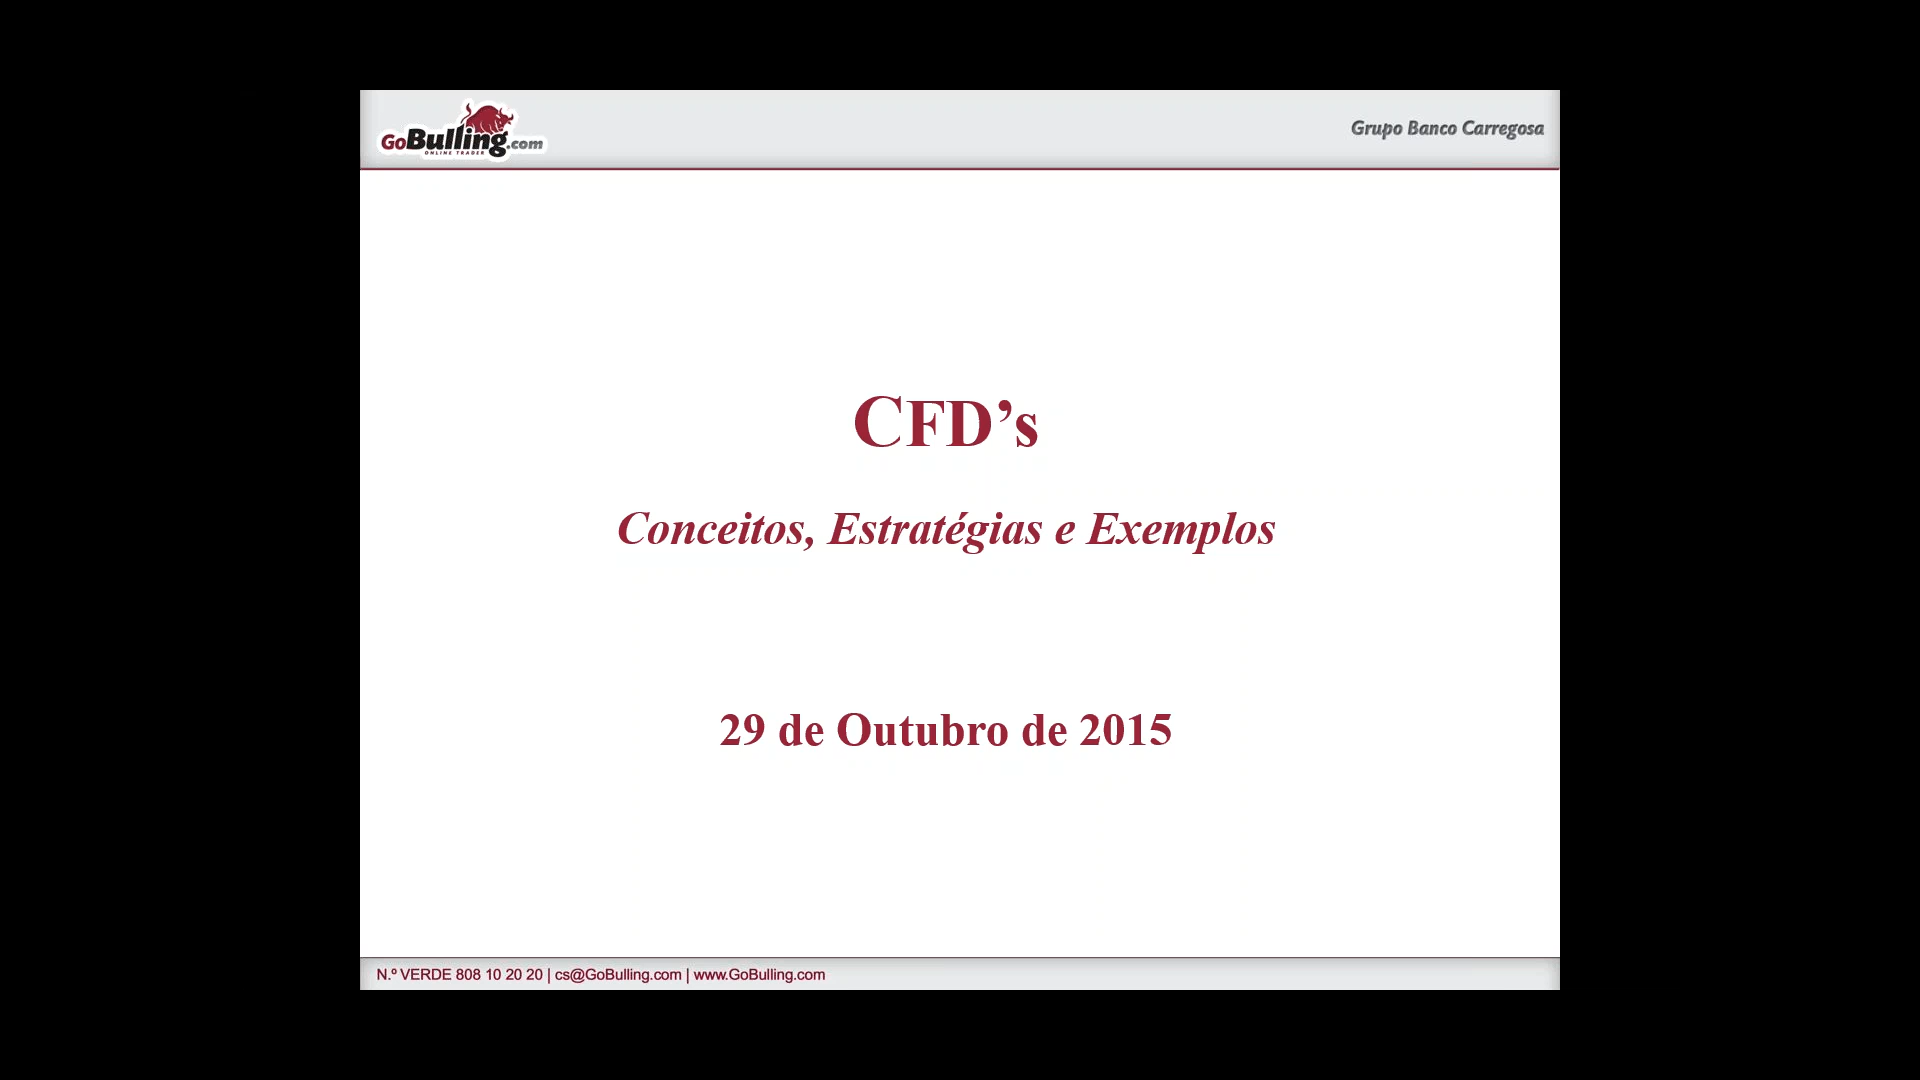 GoBulling.com
ONLINE TRADER
Grupo Banco Carregosa
CFD’s
Conceitos, Estratégias e Exemplos
29 de Outubro de 2015
N.º VERDE 808 10 20 20 | cs@GoBulling.com | www.GoBulling.com